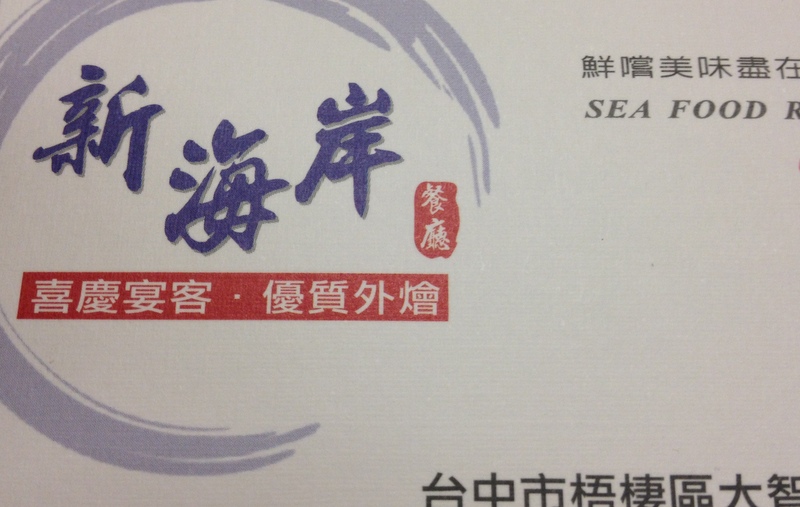 新海岸
餐廳
喜慶宴客·優質外燴
鮮嚐美味盡在
SEA FOOD R
台中市梧棲區大智